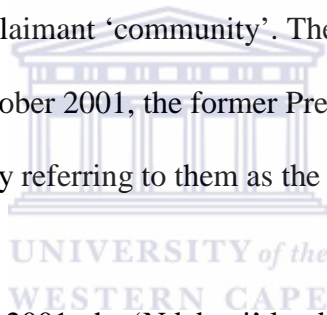 laimant ‘community’. The
ober 2001, the former Pre
y referring to them as the
UNIVERSITY of the
WESTERN CAPE
2001, the